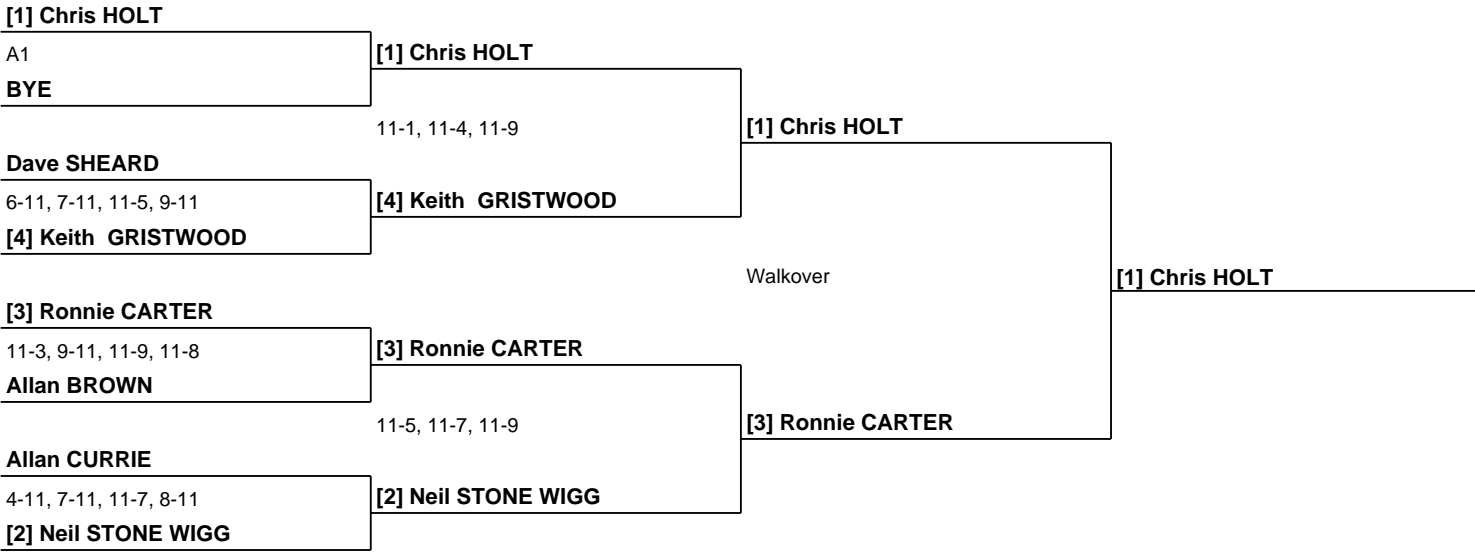 [1] Chris HOLT
A1
BYE
Dave SHEARD
6-11, 7-11, 11-5, 9-11
[4] Keith  GRISTWOOD
[3] Ronnie CARTER
11-3, 9-11, 11-9, 11-8
Allan BROWN
Allan CURRIE
4-11, 7-11, 11-7, 8-11
[2] Neil STONE WIGG
[1] Chris HOLT
11-1, 11-4, 11-9
[4] Keith  GRISTWOOD
[3] Ronnie CARTER
11-5, 11-7, 11-9
[2] Neil STONE WIGG
[1] Chris HOLT
Walkover
[3] Ronnie CARTER
[1] Chris HOLT